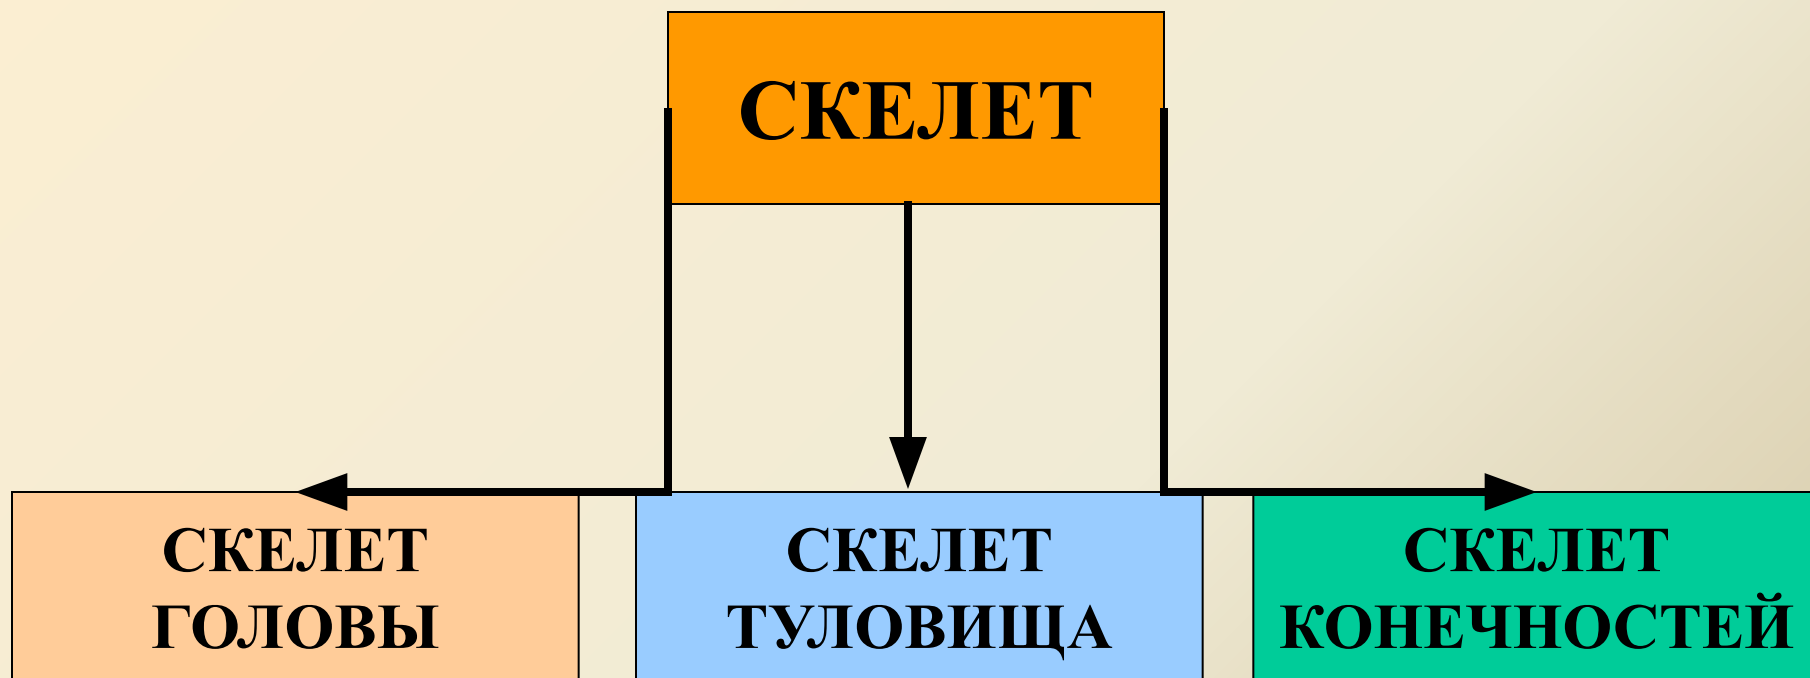 СКЕЛЕТ
СКЕЛЕТ
ГОЛОВЫ
СКЕЛЕТ
ТУЛОВИЩА
СКЕЛЕТ
КОНЕЧНОСТЕЙ